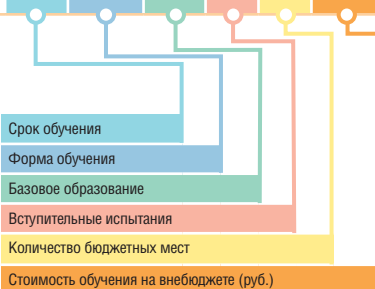 Срок обучения
Форма обучения
Базовое образование
Вступительные испытания
Количество бюджетных мест
Стоимость обучения на внебюджете (руб.)